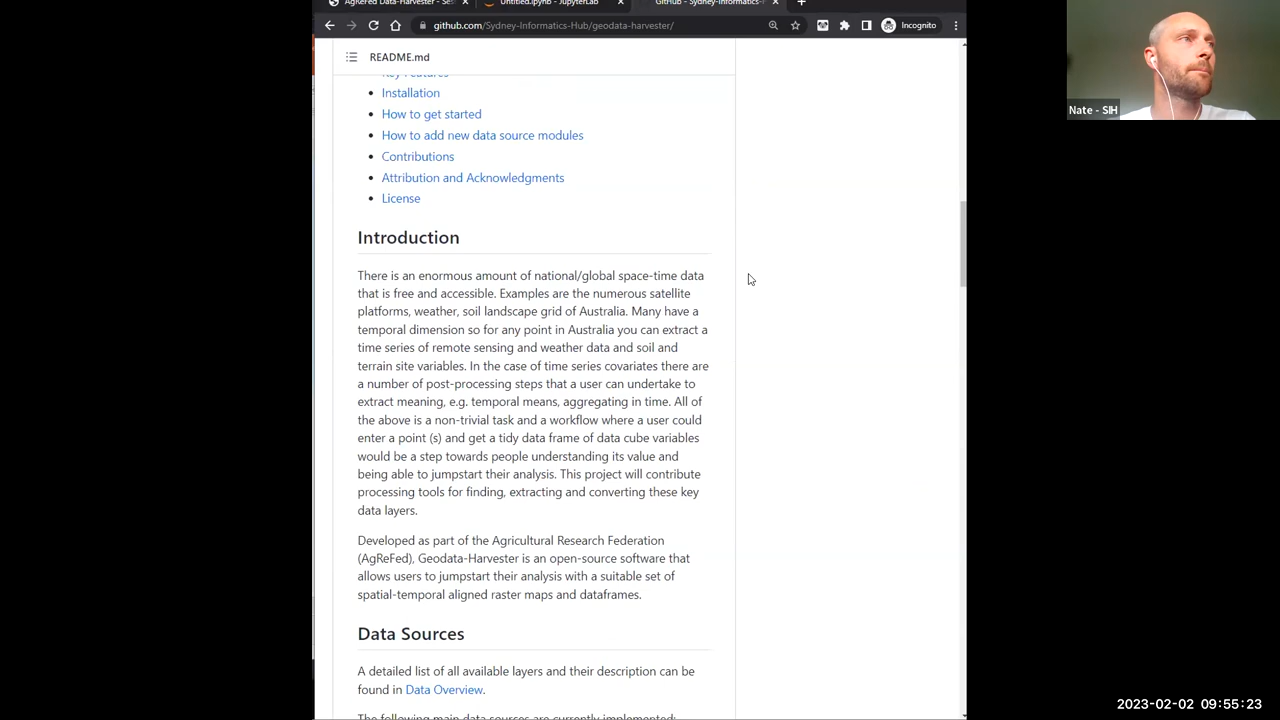 AgReFed Data-Harvester - Ses
Untitled.ipynb - JupyterLab
GitHub - Sydney-Informatics-H
github.com/Sydney-Informatics-Hub/geodata-harvester/
Incognito
README.md
Key Features
Installation
How to get started
How to add new data source modules
Contributions
Attribution and Acknowledgments
License
Introduction
There is an enormous amount of national/global space-time data
that is free and accessible. Examples are the numerous satellite
platforms, weather, soil landscape grid of Australia. Many have a
temporal dimension so for any point in Australia you can extract a
time series of remote sensing and weather data and soil and
terrain site variables. In the case of time series covariates there are
a number of post-processing steps that a user can undertake to
extract meaning, e.g. temporal means, aggregating in time. All of
the above is a non-trivial task and a workflow where a user could
enter a point (s) and get a tidy data frame of data cube variables
would be a step towards people understanding its value and
being able to jumpstart their analysis. This project will contribute
processing tools for finding, extracting and converting these key
data layers.
Developed as part of the Agricultural Research Federation
(AgReFed), Geodata-Harvester is an open-source software that
allows users to jumpstart their analysis with a suitable set of
spatial-temporal aligned raster maps and dataframes.
Data Sources
A detailed list of all available layers and their description can be
found in Data Overview.
The following main data sources are currently implemented:
Nate - SIH
2023-02-02 09:55:23